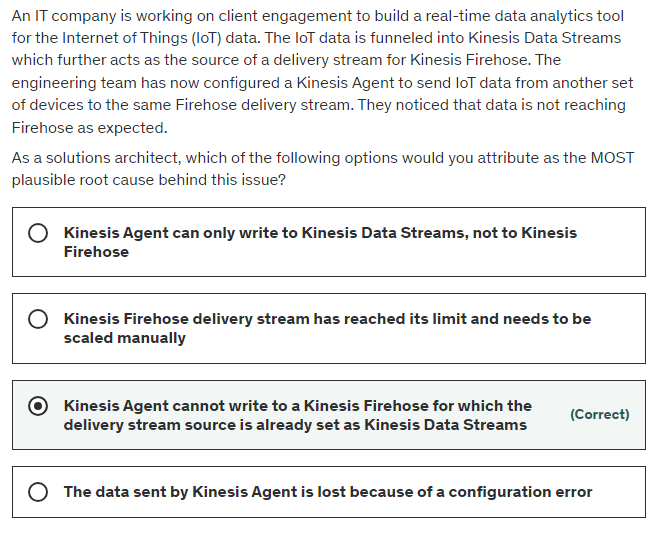 An IT company is working on client engagement to build a real-time data analytics tool
for the Internet of Things (IoT) data. The IoT data is funneled into Kinesis Data Streams
which further acts as the source of a delivery stream for Kinesis Firehose. The
engineering team has now configured a Kinesis Agent to send IoT data from another set
of devices to the same Firehose delivery stream. They noticed that data is not reaching
Firehose as expected.
As a solutions architect, which of the following options would you attribute as the MOST
plausible root cause behind this issue?
Kinesis Agent can only write to Kinesis Data Streams, not to Kinesis
Firehose
Kinesis Firehose delivery stream has reached its limit and needs to be
scaled manually
Kinesis Agent cannot write to a Kinesis Firehose for which the
delivery stream source is already set as Kinesis Data Streams
(Correct)
The data sent by Kinesis Agent is lost because of a configuration error